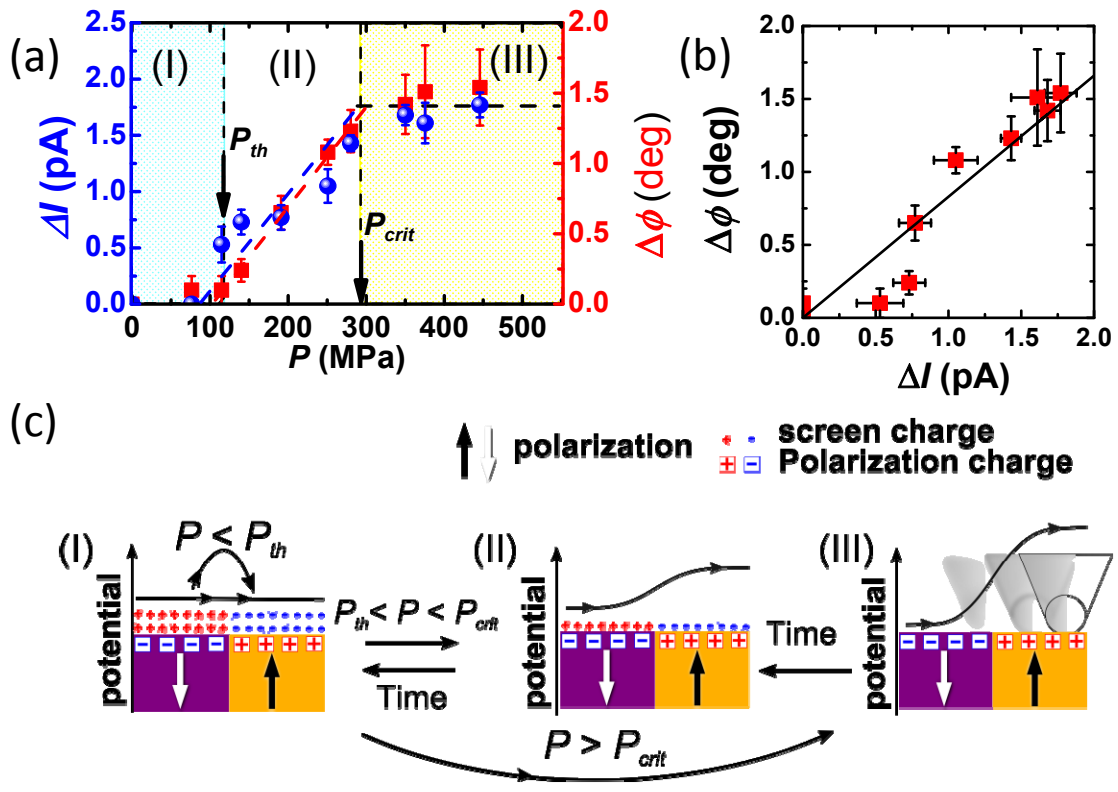 (a)
2.5
2.0
1.5
1.0
0.5
0.0
ΔI (pA)
(I)
(II)
(III)
P_th
P_crit
2.0
1.5
1.0
0.5
0.0
Δϕ (deg)
0 100 200 300 400 500
P (MPa)
(b)
2.0
1.5
1.0
0.5
0.0
Δϕ (deg)
0.0 0.5 1.0 1.5 2.0
ΔI (pA)
(c)
polarization
screen charge
Polarization charge
(I)
potential
P < P_th
P_th < P < P_crit
Time
(II)
potential
Time
(III)
potential
P > P_crit